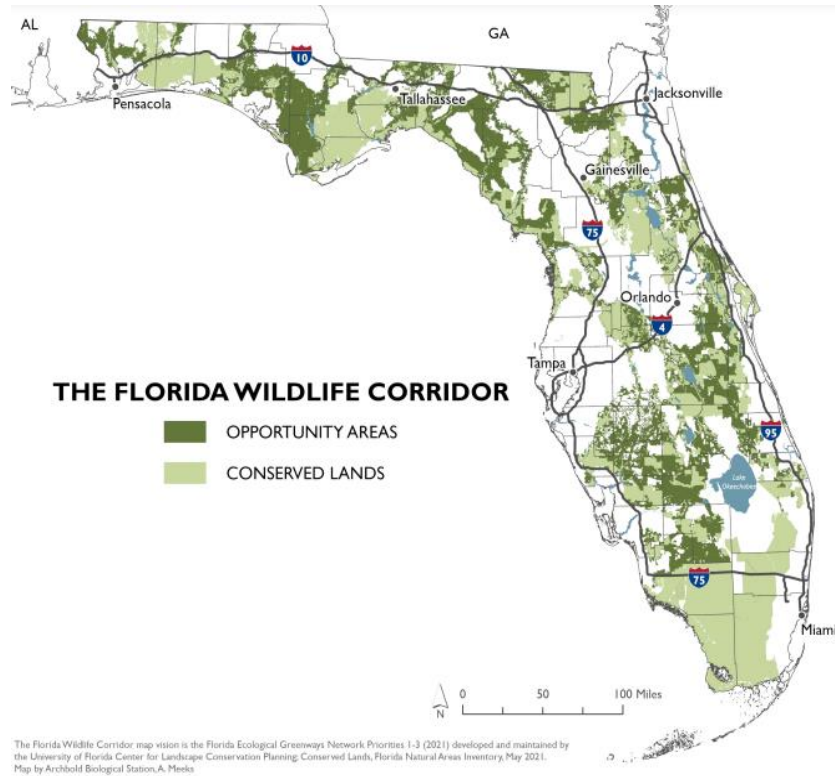 AL
GA
10
Pensacola
Tallahassee
Jacksonville
Gainesville
75
Orlando
4
Tampa
THE FLORIDA WILDLIFE CORRIDOR
OPPORTUNITY AREAS
95
CONSERVED LANDS
Lake
Okeechobee
75
Miami
0 50 100 Miles
N
The Florida Wildlife Corridor map vision is the Florida Ecological Greenways Network Priorities 1-3 (2021) developed and maintained by
the University of Florida Center for Landscape Conservation Planning; Conserved Lands, Florida Natural Areas Inventory, May 2021.
Map by Archbold Biological Station, A. Meeks